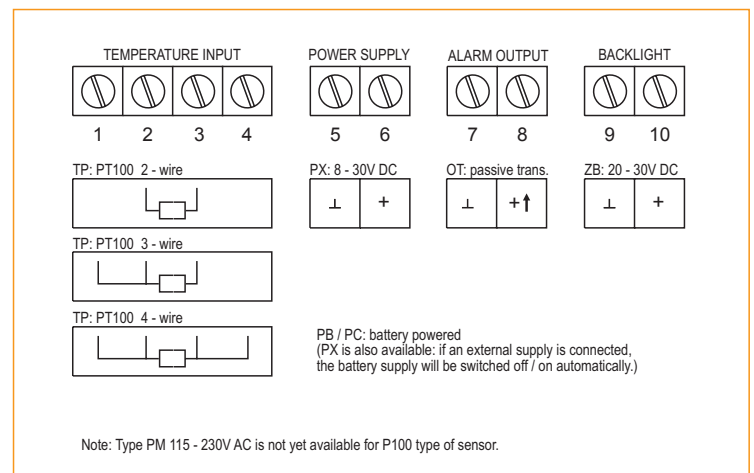 TEMPERATURE INPUT POWER SUPPLY ALARM OUTPUT BACKLIGHT
1 2 3 4 5 6 7 8 9 10
TP: PT100 2 - wire PX: 8 - 30V DC OT: passive trans. ZB: 20 - 30V DC
⊥ + ⊥ +↑ ⊥ +
TP: PT100 3 - wire
TP: PT100 4 - wire
PB / PC: battery powered
(PX is also available: if an external supply is connected,
the battery supply will be switched off / on automatically.)
Note: Type PM 115 - 230V AC is not yet available for P100 type of sensor.